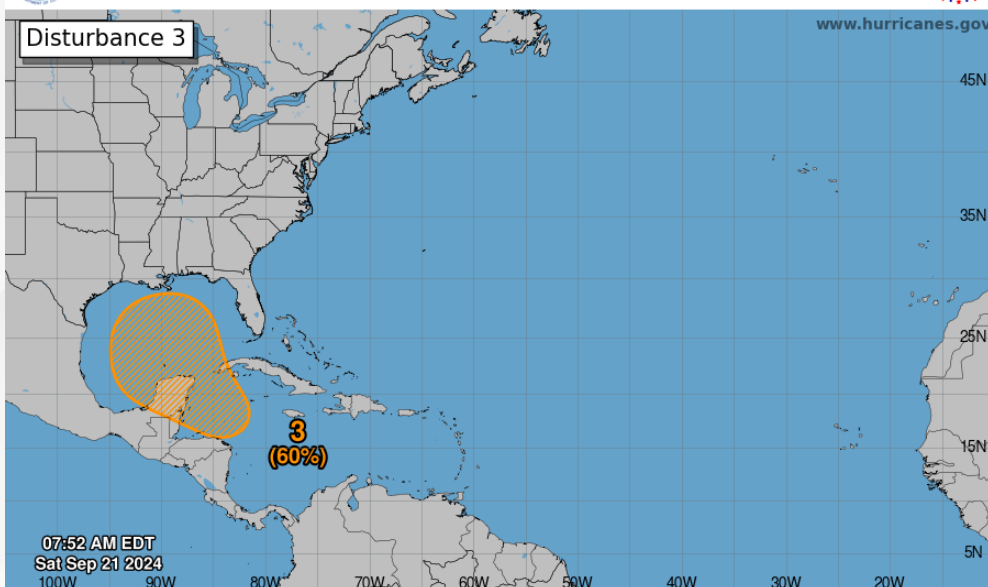 www.hurricanes.gov
Disturbance 3
45N
35N
25N
3
(60%)
15N
07:52 AM EDT
Sat Sep 21 2024
5N
100W 90W 80W 70W 60W 50W 40W 30W 20W